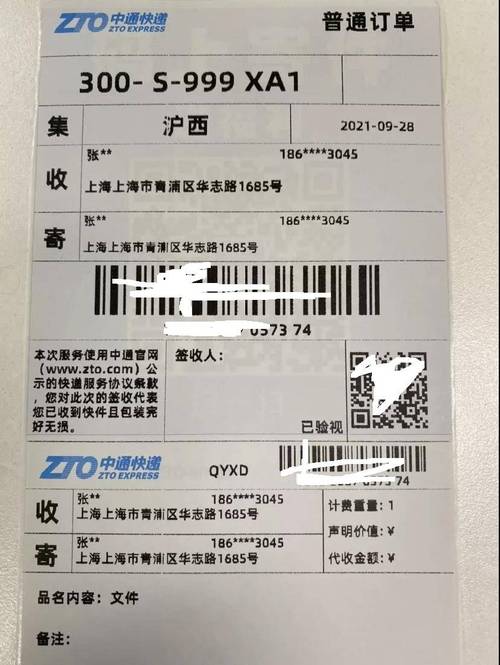 ZTO 中通快递 普通订单
ZTO EXPRESS
300- S-999 XA1
集 沪西 2021-09-28
收 张** 186****3045
上海上海市青浦区华志路1685号
寄 张** 186****3045
上海上海市青浦区华志路1685号
0573 74
本次服务使用中通官网
（www.zto.com）公
示的快递服务协议条款
，您对此次的签收代表
您已收到快件且包装完
好无损。
签收人：
已验视
ZTO 中通快递 QYXD
ZTO EXPRESS
0573 74
收 张** 186****3045
上海上海市青浦区华志路1685号
寄 张** 186****3045
上海上海市青浦区华志路1685号
计费重量: 1
声明价值: ¥
代收金额: ¥
品名内容: 文件
备注: